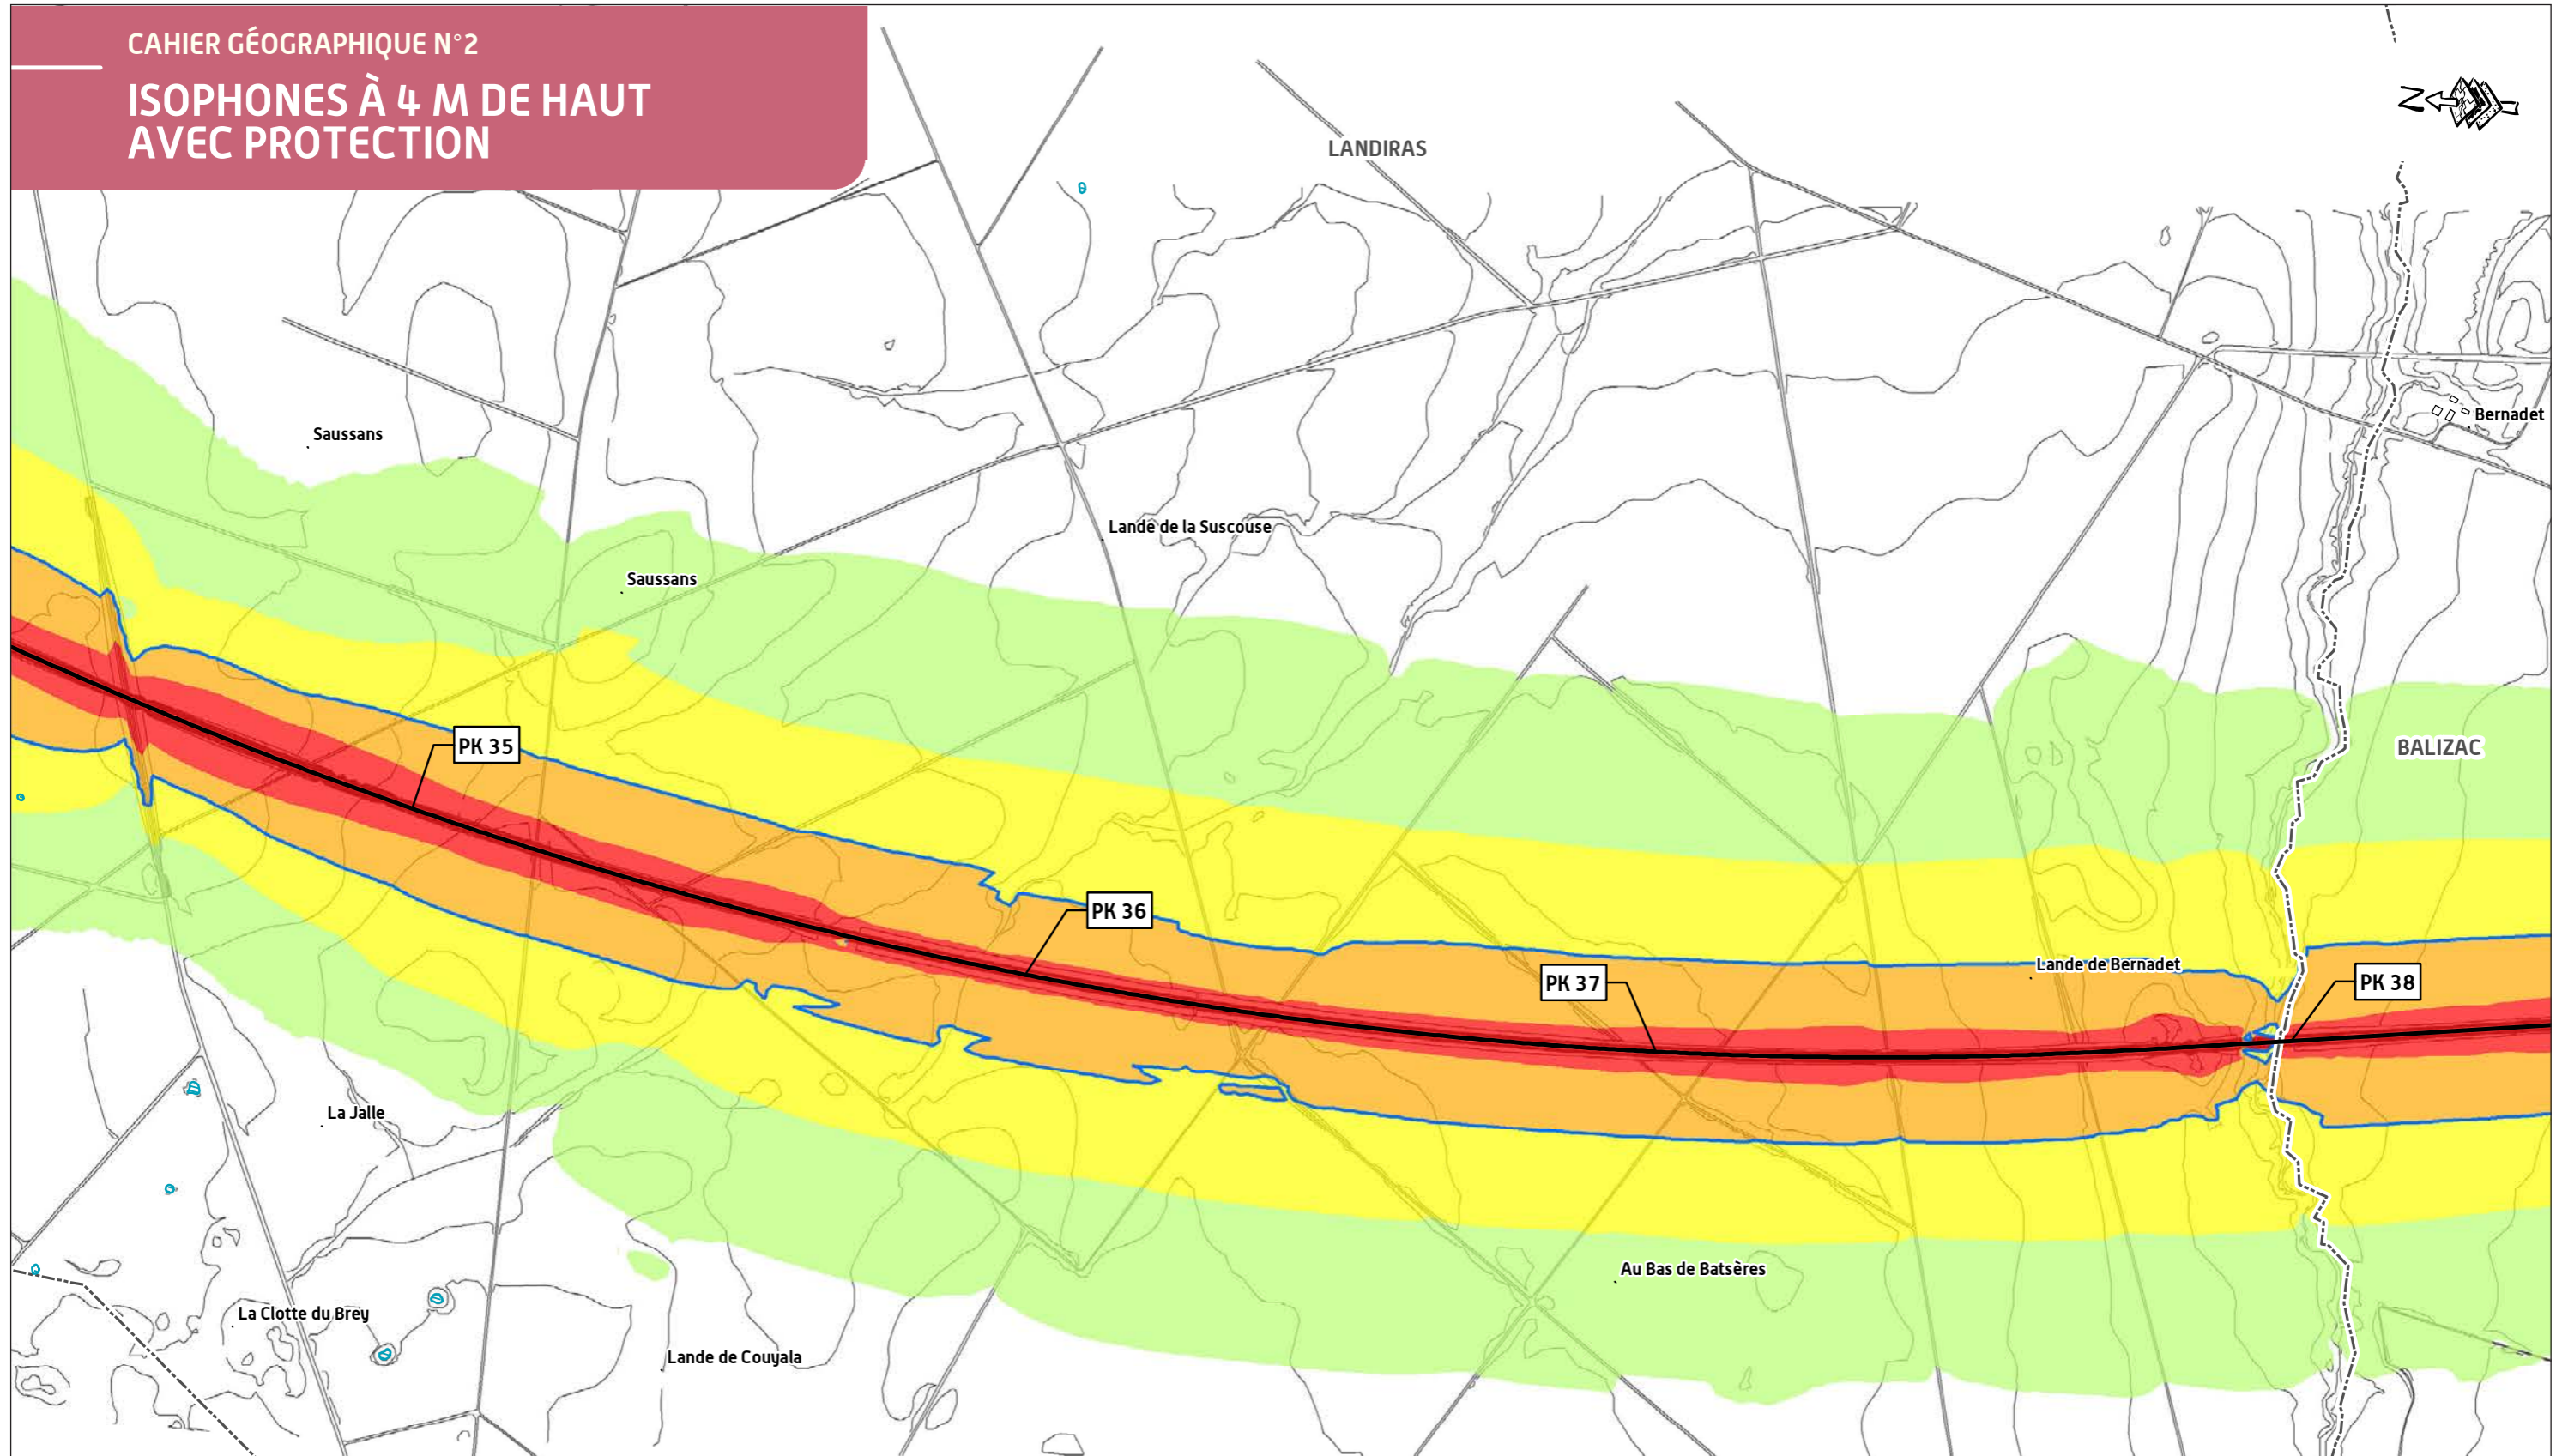 CAHIER GÉOGRAPHIQUE N°2
ISOPHONES À 4 M DE HAUT
AVEC PROTECTION
N
LANDIRAS
Bernadet
Saussans
Lande de la Suscouse
Saussans
PK 35
BALIZAC
PK 36
Lande de Bernadet
PK 37
PK 38
La Jalle
Au Bas de Batsères
La Clotte du Brey
Lande de Couyala